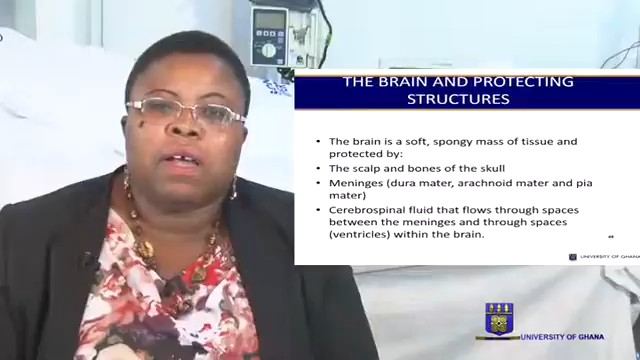 THE BRAIN AND PROTECTING
STRUCTURES
• The brain is a soft, spongy mass of tissue and
protected by:
• The scalp and bones of the skull
• Meninges (dura mater, arachnoid mater and pia
mater)
• Cerebrospinal fluid that flows through spaces
between the meninges and through spaces
(ventricles) within the brain.
UNIVERSITY OF GHANA
UNIVERSITY OF GHANA